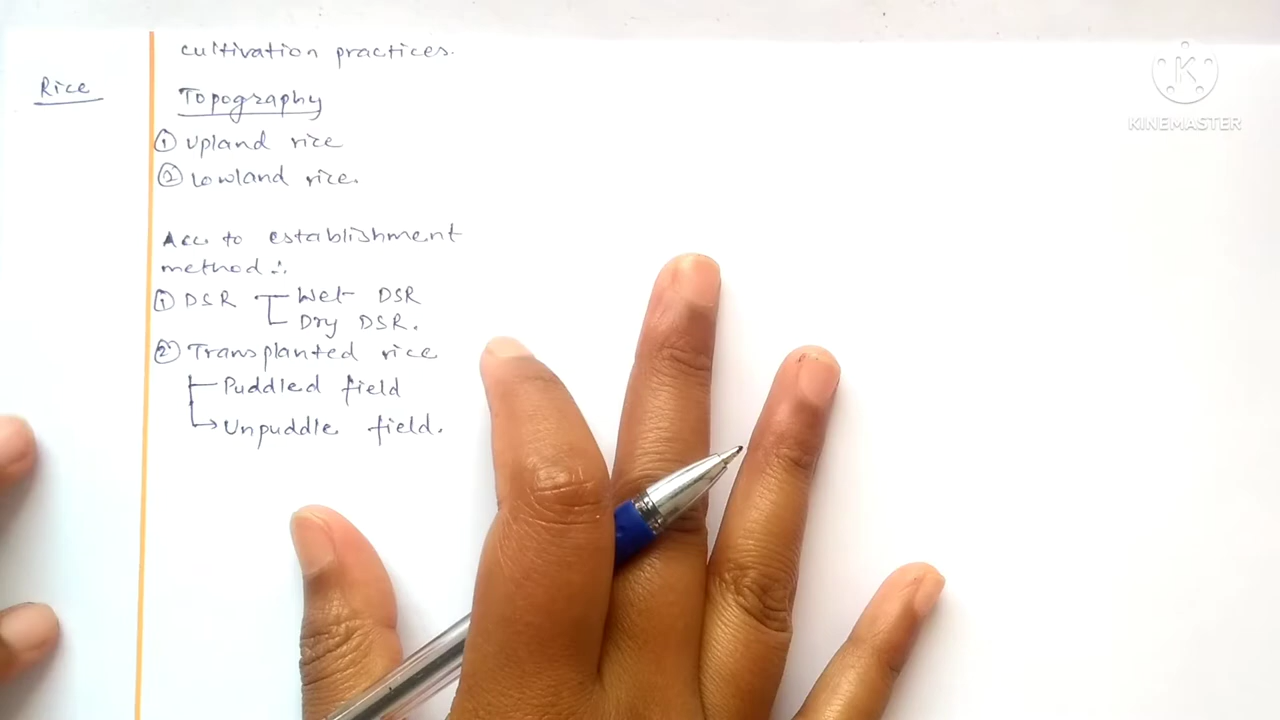 cultivation practices.
Rice
Topography
① Upland rice
② Lowland rice.
Acc. to establishment
method ∴
① DSR Wet DSR
Dry DSR.
② Transplanted rice
Puddled field
Unpuddle field.
KINEMASTER